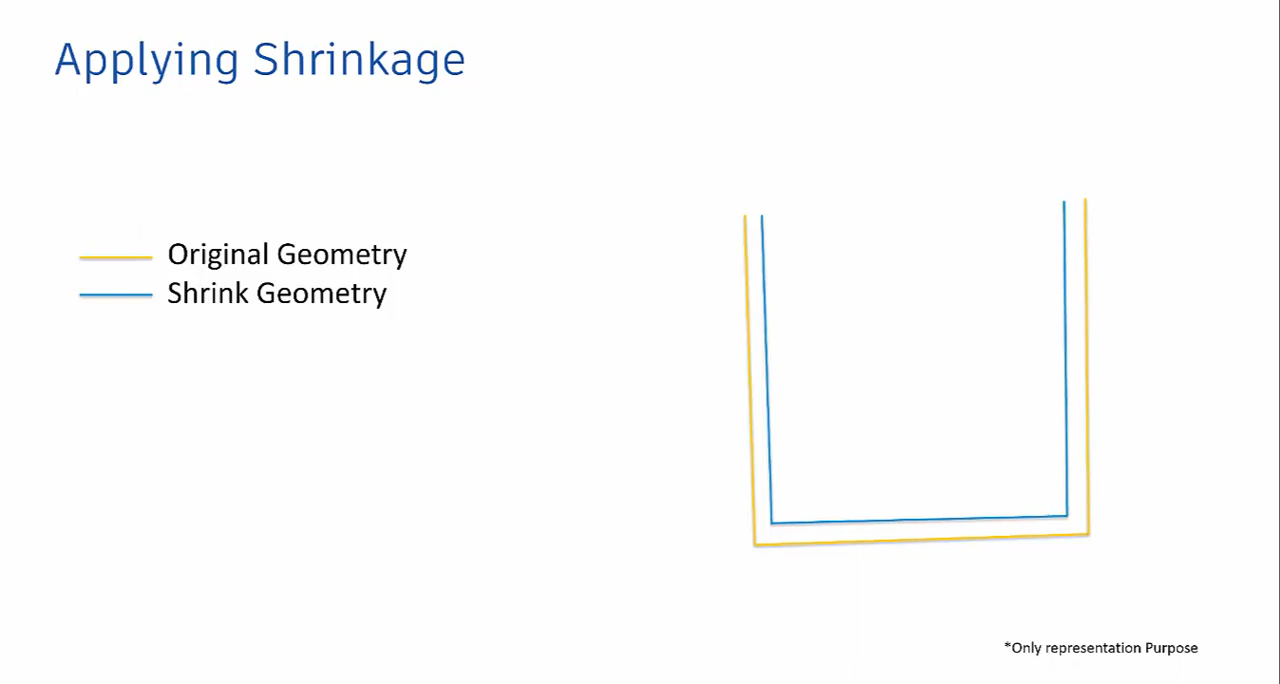 Applying Shrinkage
Original Geometry
Shrink Geometry
*Only representation Purpose